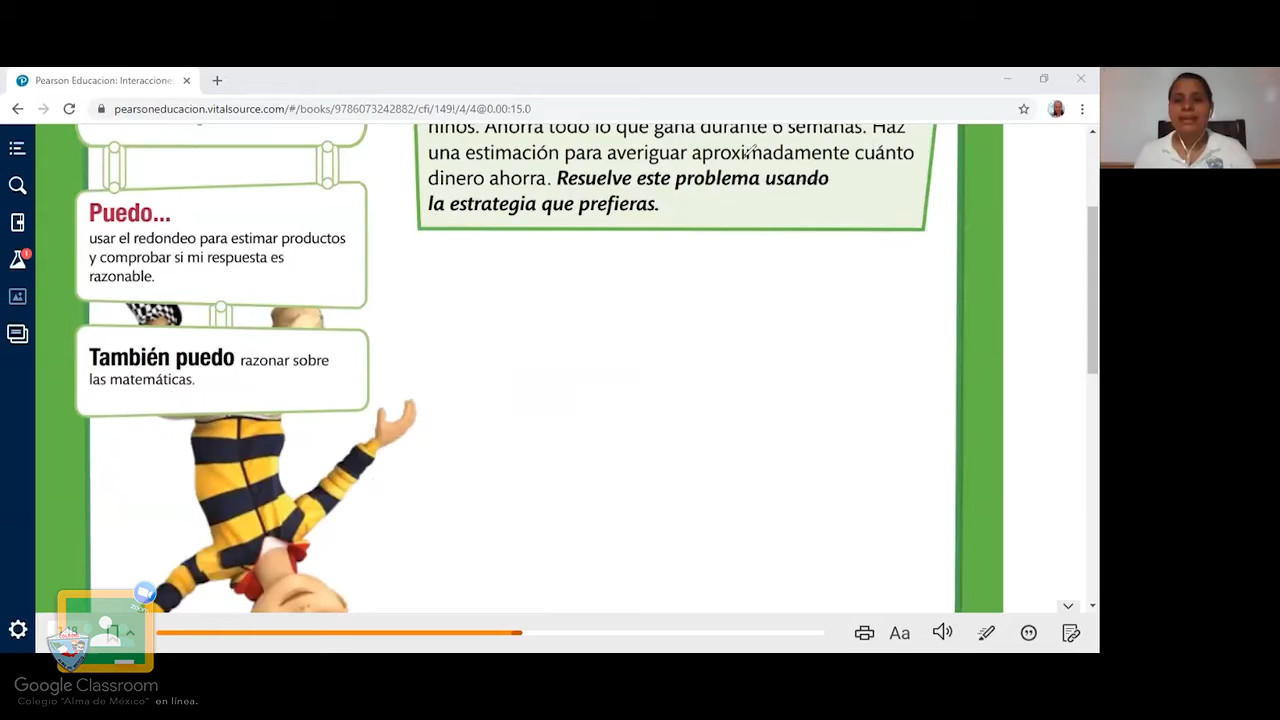 Pearson Educacion: Interaccione
pearsoneducacion.vitalsource.com/#/books/9786073242882/cfi/149!/4/4@0.00:15.0
niños. Ahorra todo lo que gana durante 6 semanas. Haz
una estimación para averiguar aproximadamente cuánto
dinero ahorra. Resuelve este problema usando
la estrategia que prefieras.
Puedo...
usar el redondeo para estimar productos
y comprobar si mi respuesta es
razonable.
También puedo razonar sobre
las matemáticas.
1
Aa
zoom
Google Classroom
Colegio "Alma de México" en línea.